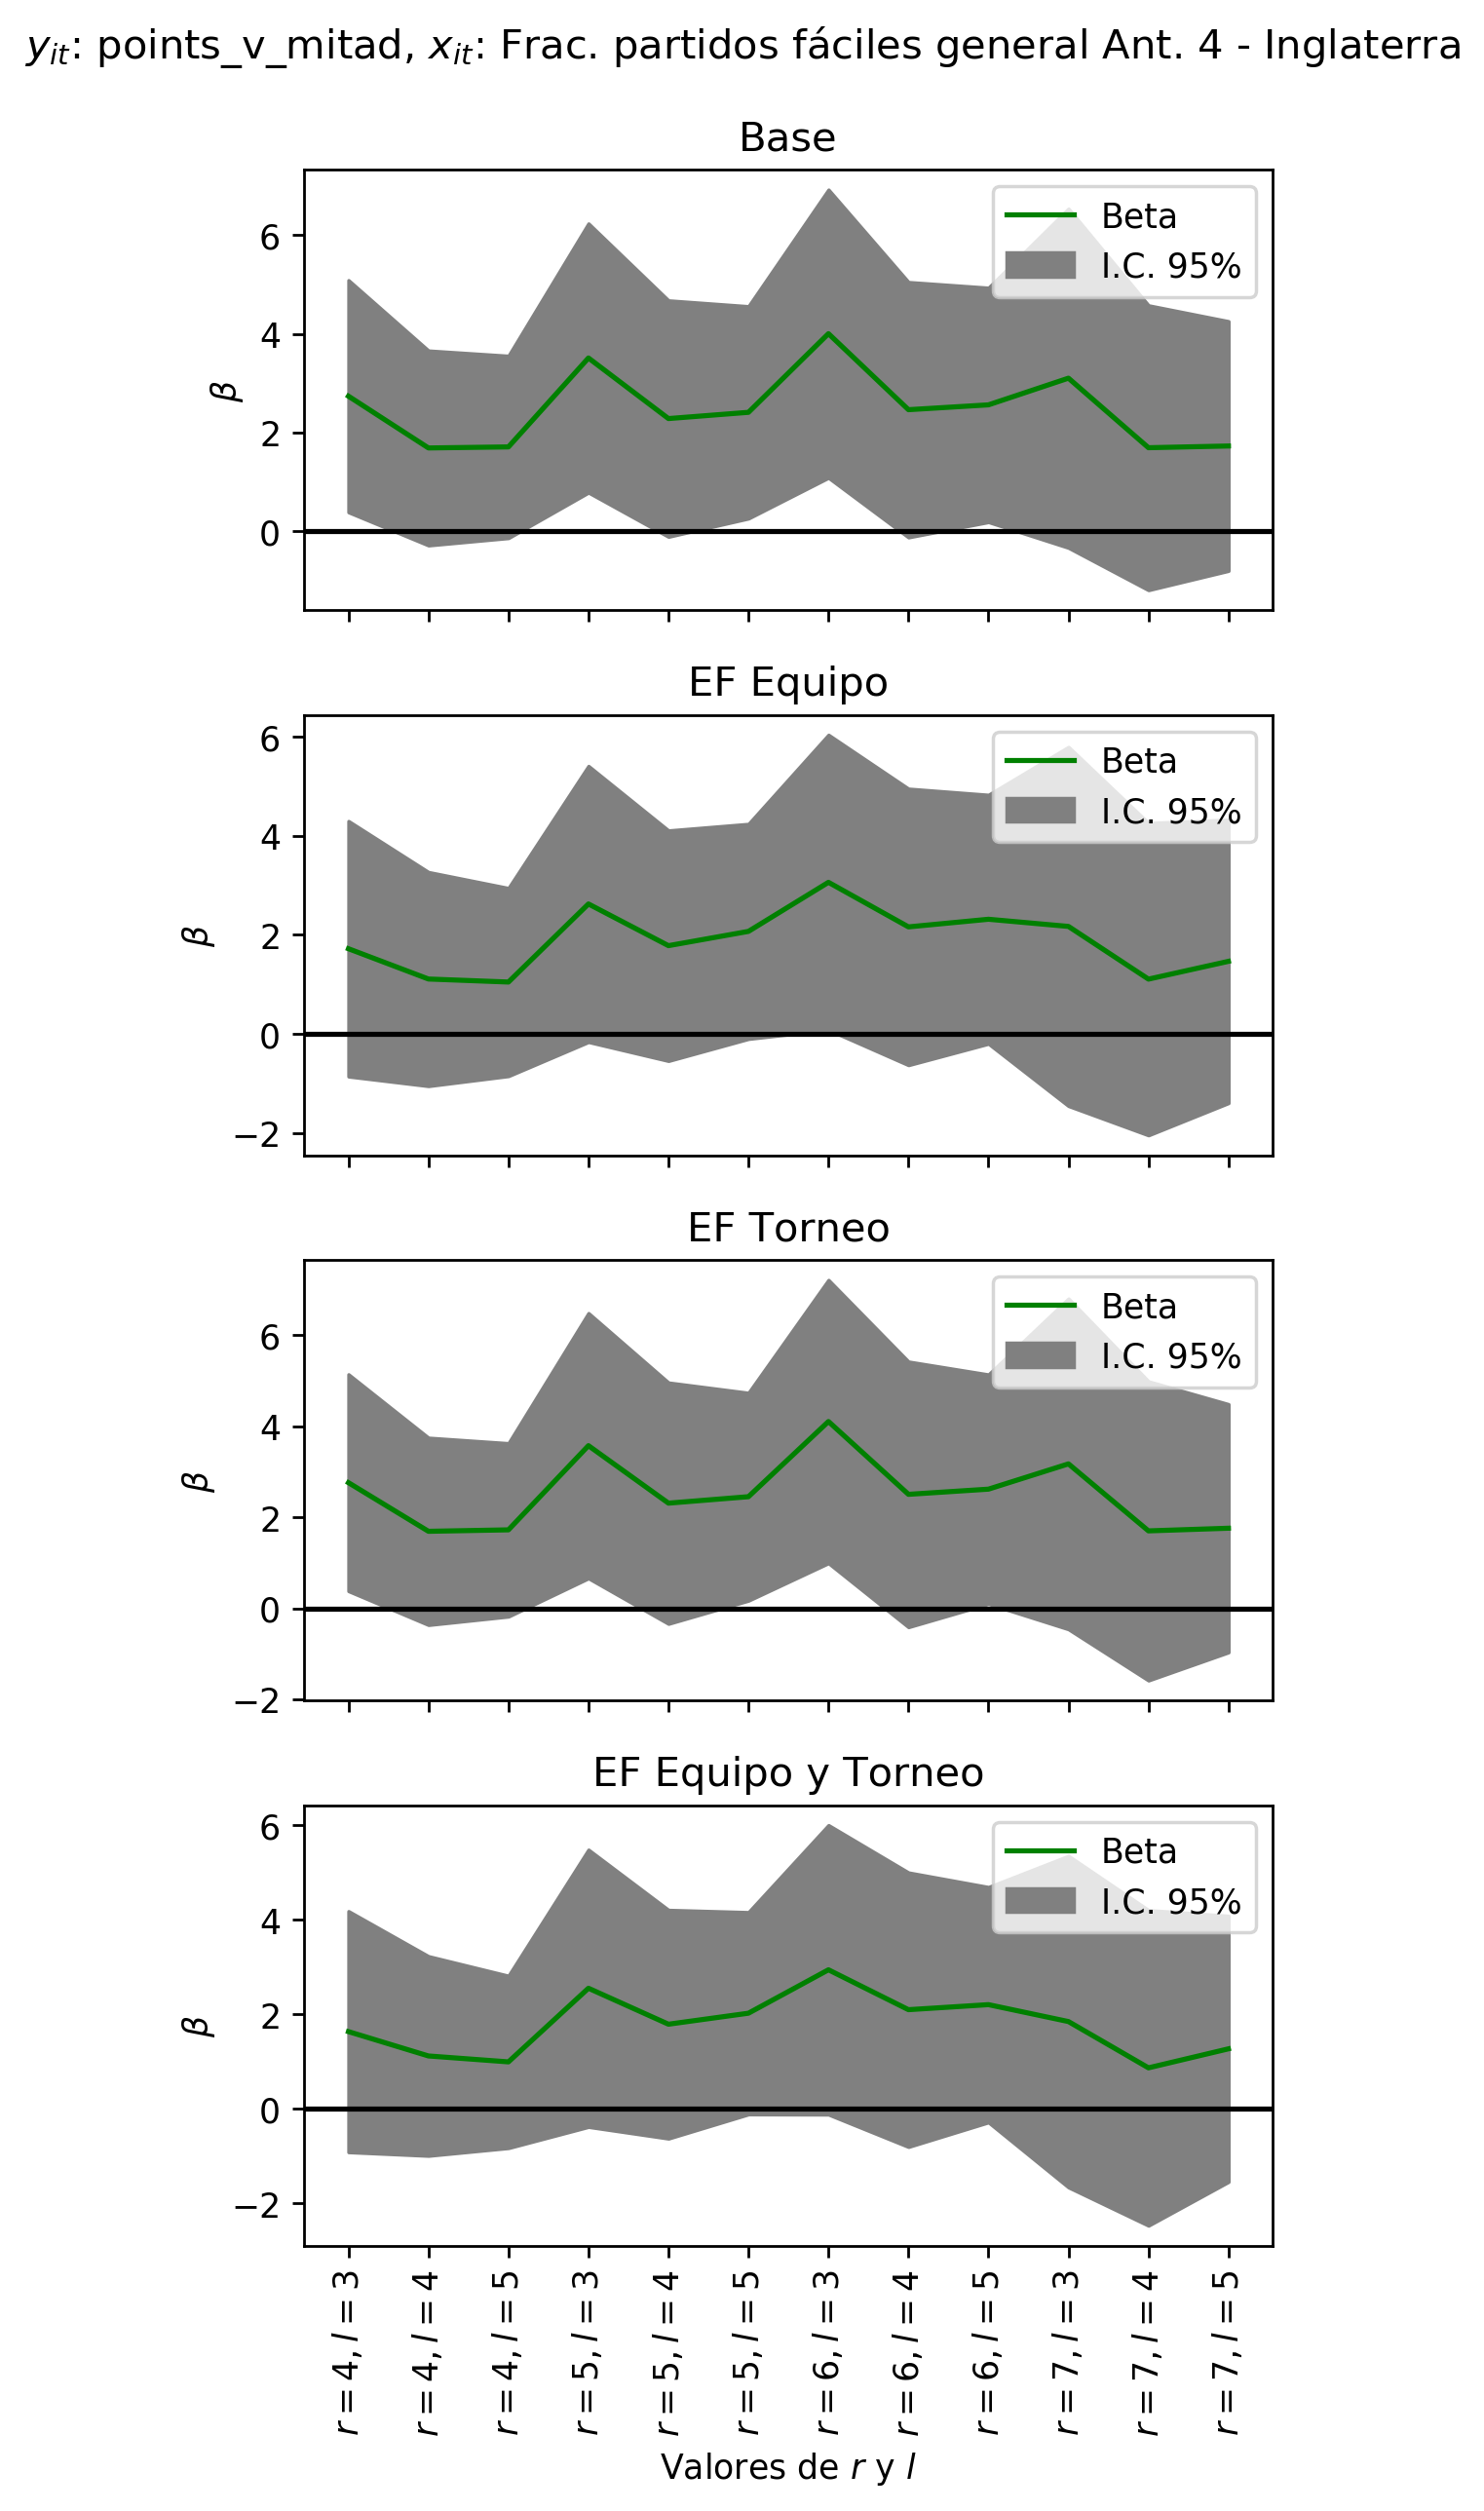 y_it: points_v_mitad, x_it: Frac. partidos fáciles general Ant. 4 - Inglaterra
Base
Beta
I.C. 95%
6
4
2
0
β
EF Equipo
Beta
I.C. 95%
6
4
2
0
−2
β
EF Torneo
Beta
I.C. 95%
6
4
2
0
−2
β
EF Equipo y Torneo
Beta
I.C. 95%
6
4
2
0
−2
β
r = 4, l = 3
r = 4, l = 4
r = 4, l = 5
r = 5, l = 3
r = 5, l = 4
r = 5, l = 5
r = 6, l = 3
r = 6, l = 4
r = 6, l = 5
r = 7, l = 3
r = 7, l = 4
r = 7, l = 5
Valores de r y l